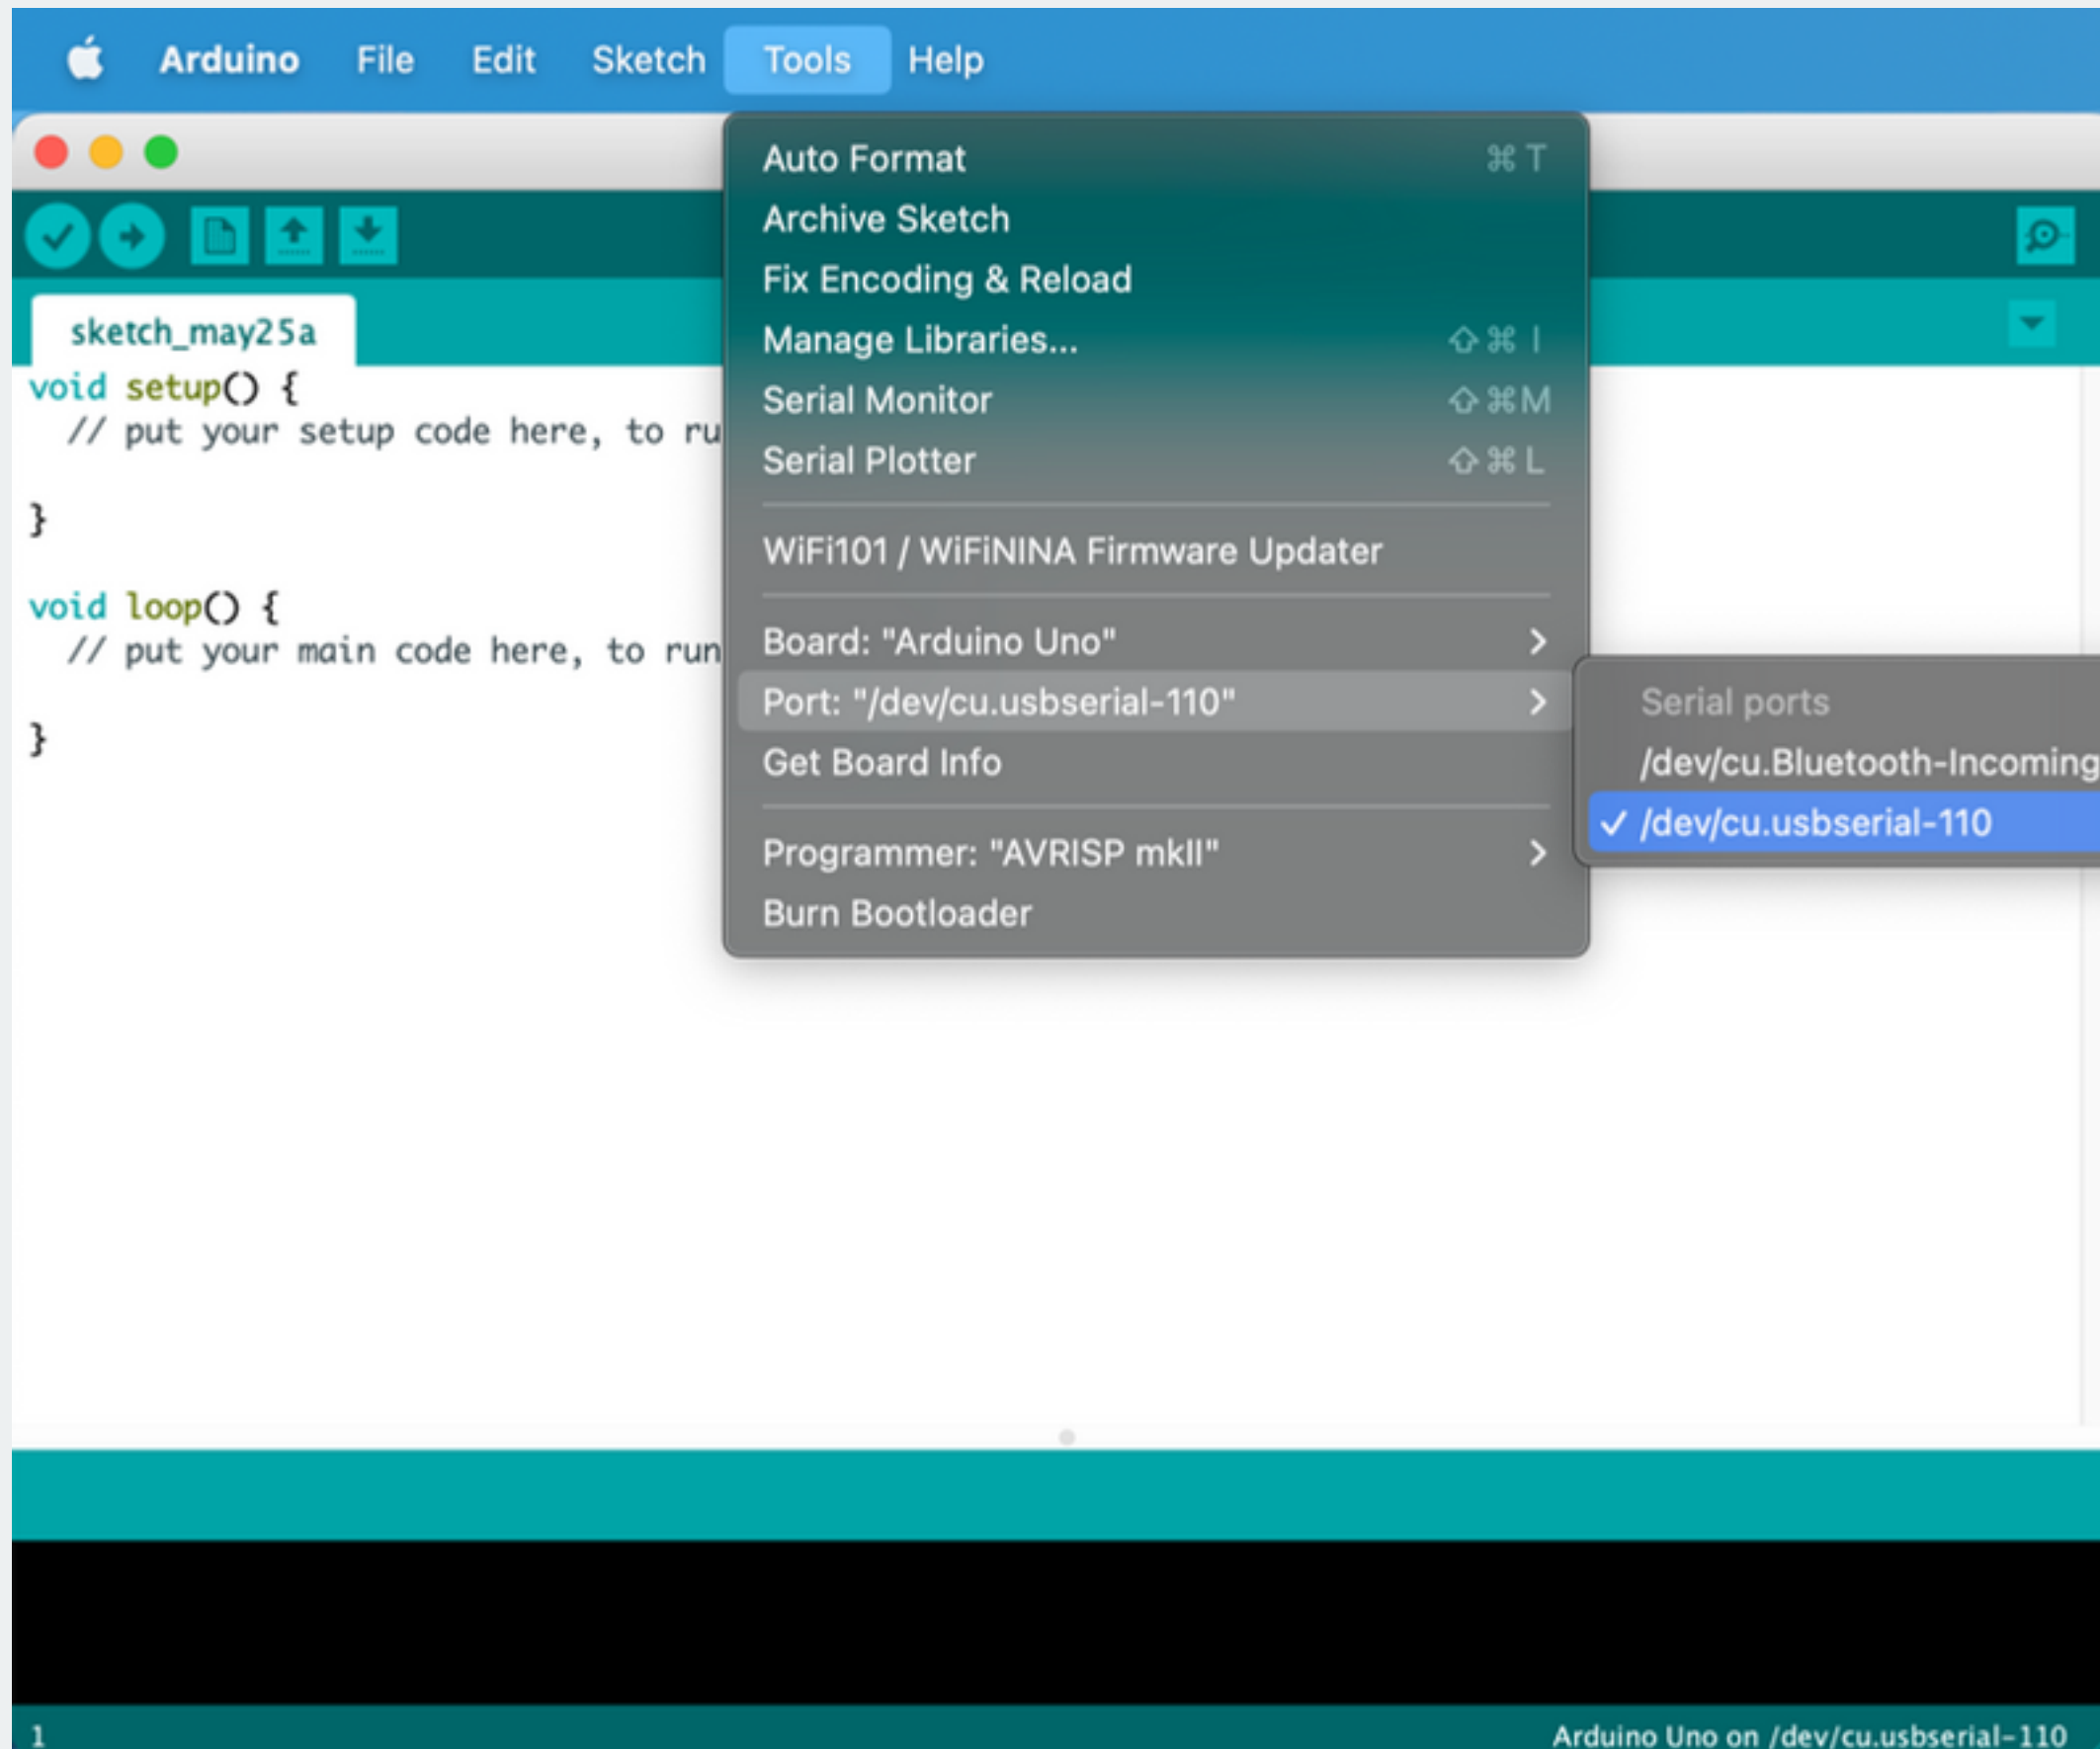 Arduino File Edit Sketch Tools Help
Auto Format ⌘ T
Archive Sketch
Fix Encoding & Reload
Manage Libraries... ⇧ ⌘ I
Serial Monitor ⇧ ⌘ M
Serial Plotter ⇧ ⌘ L
WiFi101 / WiFiNINA Firmware Updater
Board: "Arduino Uno"
Port: "/dev/cu.usbserial-110"
Get Board Info
Programmer: "AVRISP mkII"
Burn Bootloader
Serial ports
/dev/cu.Bluetooth-Incoming
✓ /dev/cu.usbserial-110
sketch_may25a
void setup() {
// put your setup code here, to ru
}
void loop() {
// put your main code here, to run
}
1
Arduino Uno on /dev/cu.usbserial-110